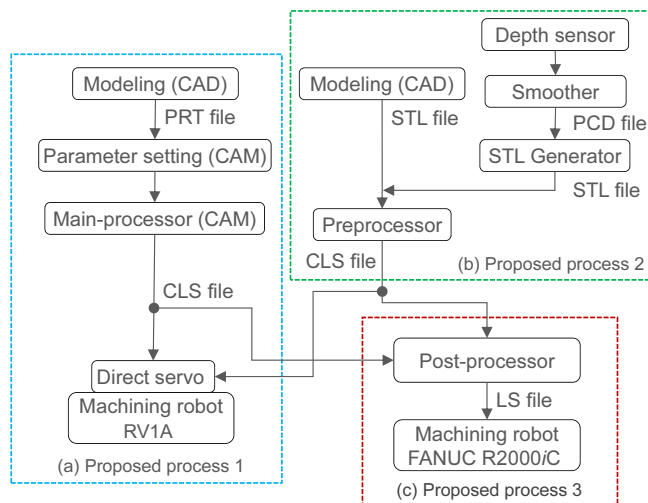 Modeling (CAD)
PRT file
Parameter setting (CAM)
Main-processor (CAM)
CLS file
Direct servo
Machining robot
RV1A
(a) Proposed process 1
Depth sensor
Modeling (CAD)
Smoother
STL file
PCD file
STL Generator
STL file
Preprocessor
CLS file
(b) Proposed process 2
Post-processor
LS file
Machining robot
FANUC R2000iC
(c) Proposed process 3